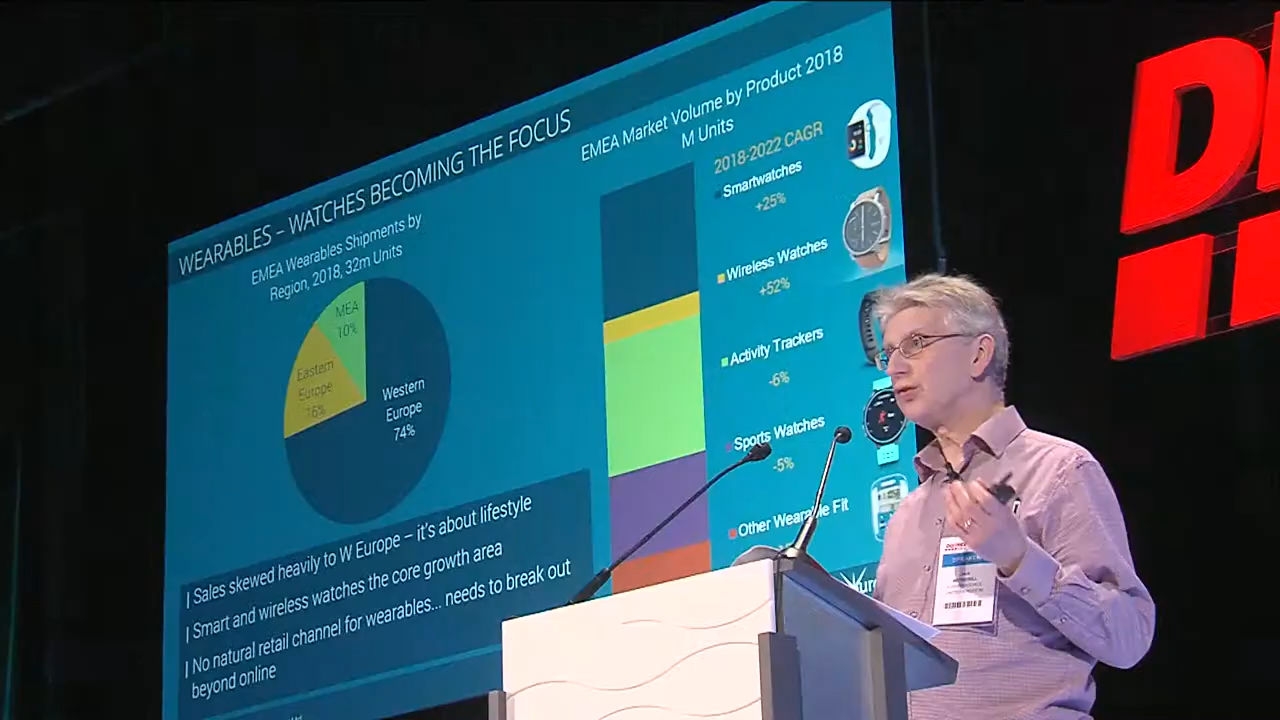 WEARABLES – WATCHES BECOMING THE FOCUS
EMEA Wearables Shipments by
Region, 2018, 32m Units
MEA
10%
Eastern
Europe
16%
Western
Europe
74%
| Sales skewed heavily to W Europe – it's about lifestyle
| Smart and wireless watches the core growth area
| No natural retail channel for wearables... needs to break out
beyond online
EMEA Market Volume by Product 2018
M Units
2018-2022 CAGR
Smartwatches
+25%
Wireless Watches
+52%
Activity Trackers
-6%
Sports Watches
-5%
Other Wearable Fit
SPEAKER